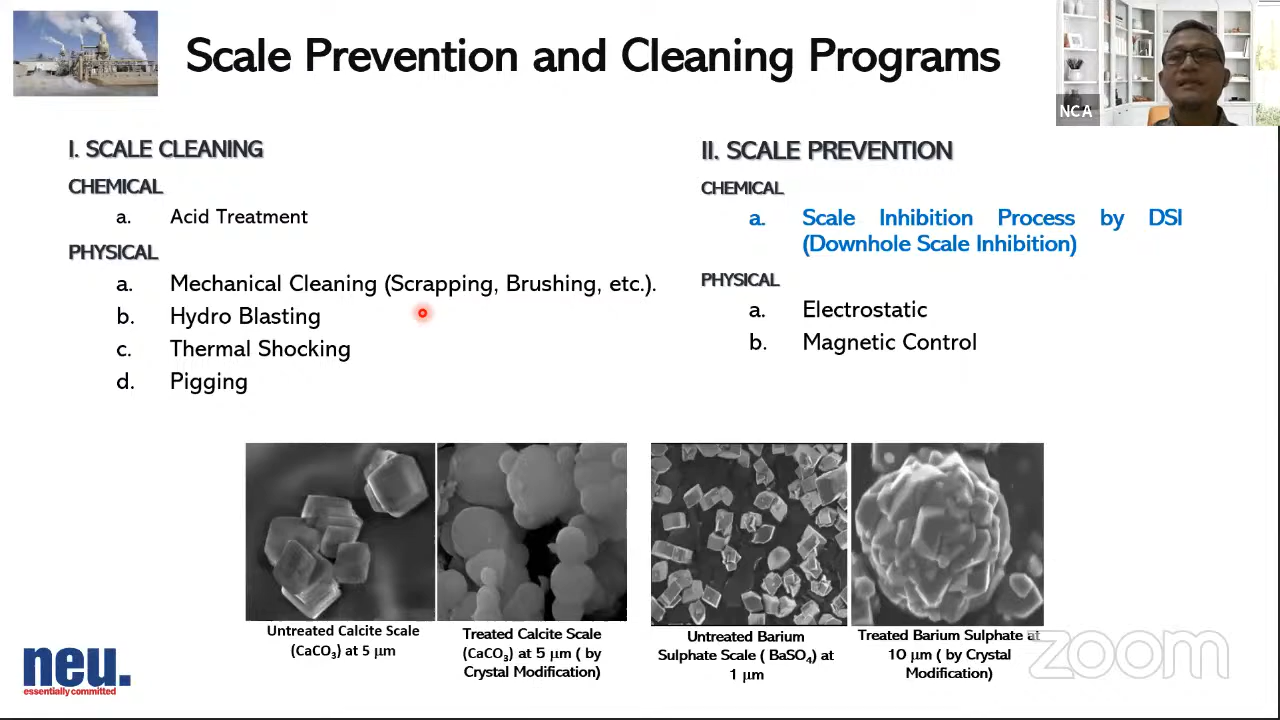 Scale Prevention and Cleaning Programs
NCA
I. SCALE CLEANING
CHEMICAL
a. Acid Treatment
PHYSICAL
a. Mechanical Cleaning (Scrapping, Brushing, etc.).
b. Hydro Blasting
c. Thermal Shocking
d. Pigging
II. SCALE PREVENTION
CHEMICAL
a. Scale Inhibition Process by DSI
(Downhole Scale Inhibition)
PHYSICAL
a. Electrostatic
b. Magnetic Control
Untreated Calcite Scale
(CaCO₃) at 5 μm
Treated Calcite Scale
(CaCO₃) at 5 μm ( by
Crystal Modification)
Untreated Barium
Sulphate Scale ( BaSO₄) at
1 μm
Treated Barium Sulphate at
10 μm ( by Crystal
Modification)
neu.
essentially committed
zoom